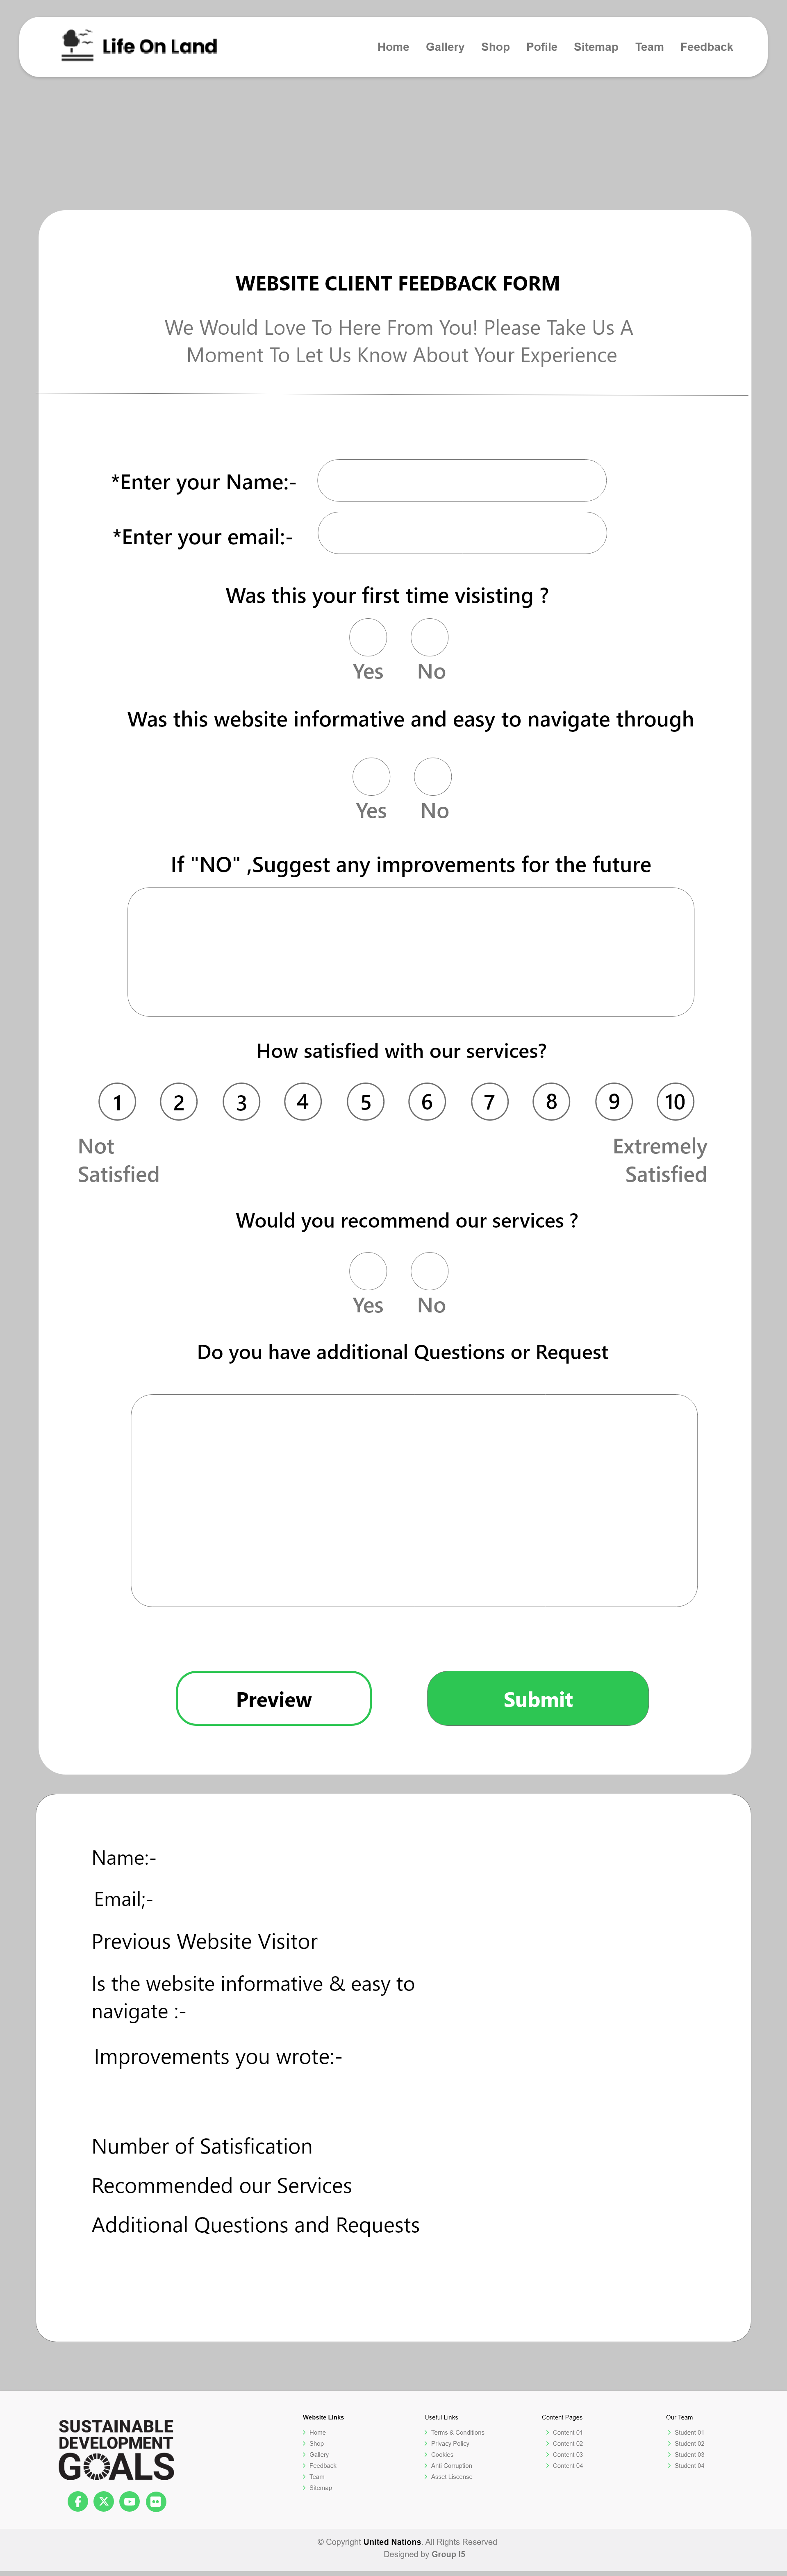 Life On Land
Home Gallery Shop Pofile Sitemap Team Feedback
WEBSITE CLIENT FEEDBACK FORM
We Would Love To Here From You! Please Take Us A
Moment To Let Us Know About Your Experience
*Enter your Name:-
*Enter your email:-
Was this your first time visisting ?
Yes No
Was this website informative and easy to navigate through
Yes No
If "NO" ,Suggest any improvements for the future
How satisfied with our services?
1 2 3 4 5 6 7 8 9 10
Not Extremely
Satisfied Satisfied
Would you recommend our services ?
Yes No
Do you have additional Questions or Request
Preview Submit
Name:-
Email;-
Previous Website Visitor
Is the website informative & easy to
navigate :-
Improvements you wrote:-
Number of Satisfication
Recommended our Services
Additional Questions and Requests
SUSTAINABLE
DEVELOPMENT
GOALS
Website Links
Home
Shop
Gallery
Feedback
Team
Sitemap
Useful Links
Terms & Conditions
Privacy Policy
Cookies
Anti Corruption
Asset Liscense
Content Pages
Content 01
Content 02
Content 03
Content 04
Our Team
Student 01
Student 02
Student 03
Student 04
© Copyright United Nations. All Rights Reserved
Designed by Group I5